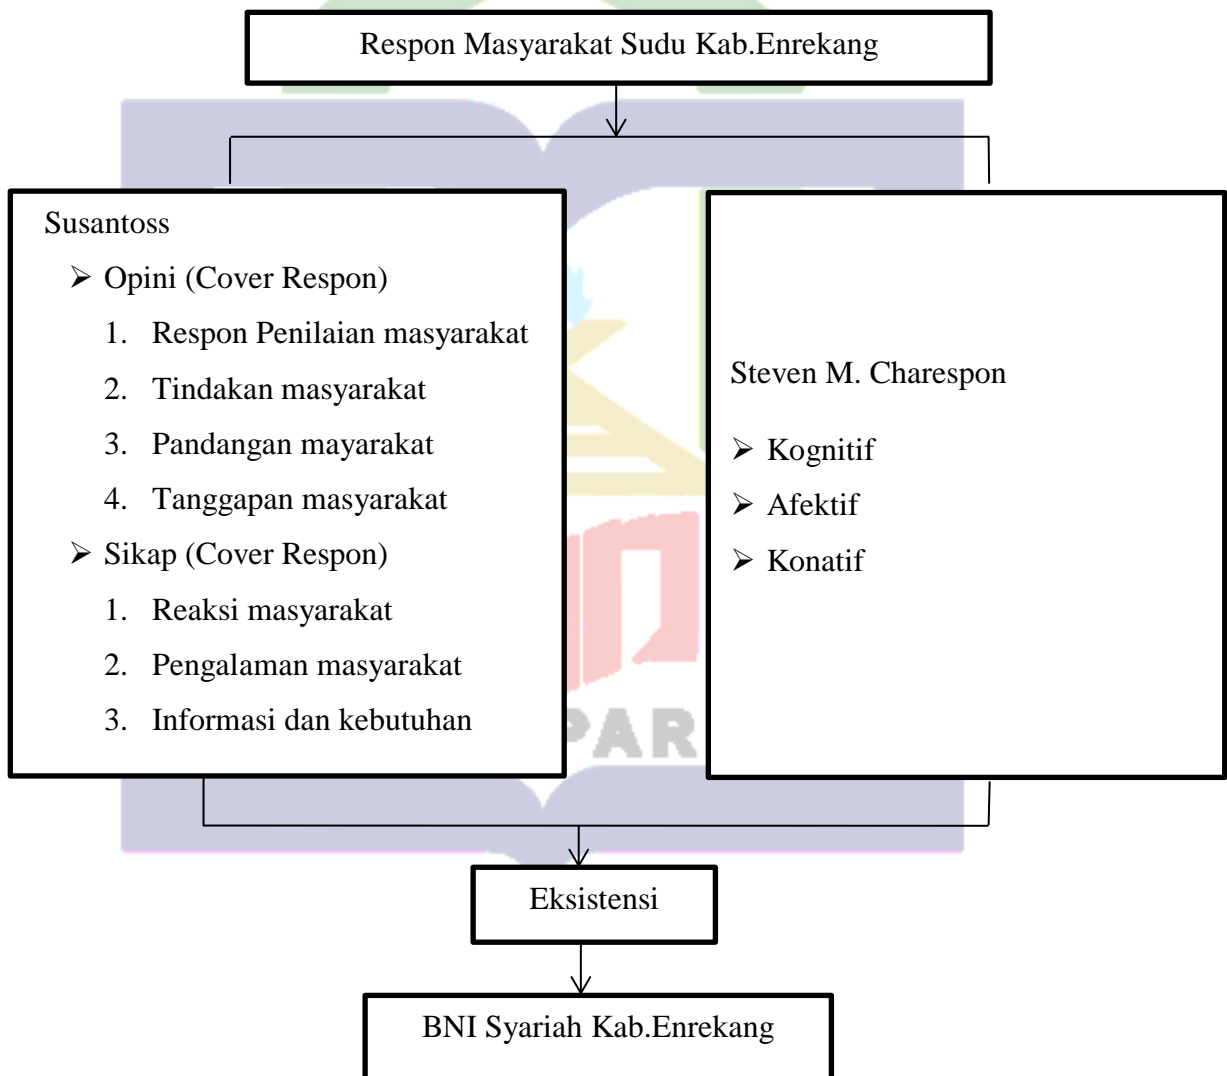 Respon Masyarakat Sudu Kab.Enrekang
Susantoss
➢ Opini (Cover Respon)
1. Respon Penilaian masyarakat
2. Tindakan masyarakat
3. Pandangan mayarakat
4. Tanggapan masyarakat
➢ Sikap (Cover Respon)
1. Reaksi masyarakat
2. Pengalaman masyarakat
3. Informasi dan kebutuhan
Steven M. Charespon
➢ Kognitif
➢ Afektif
➢ Konatif
PAR
Eksistensi
BNI Syariah Kab.Enrekang